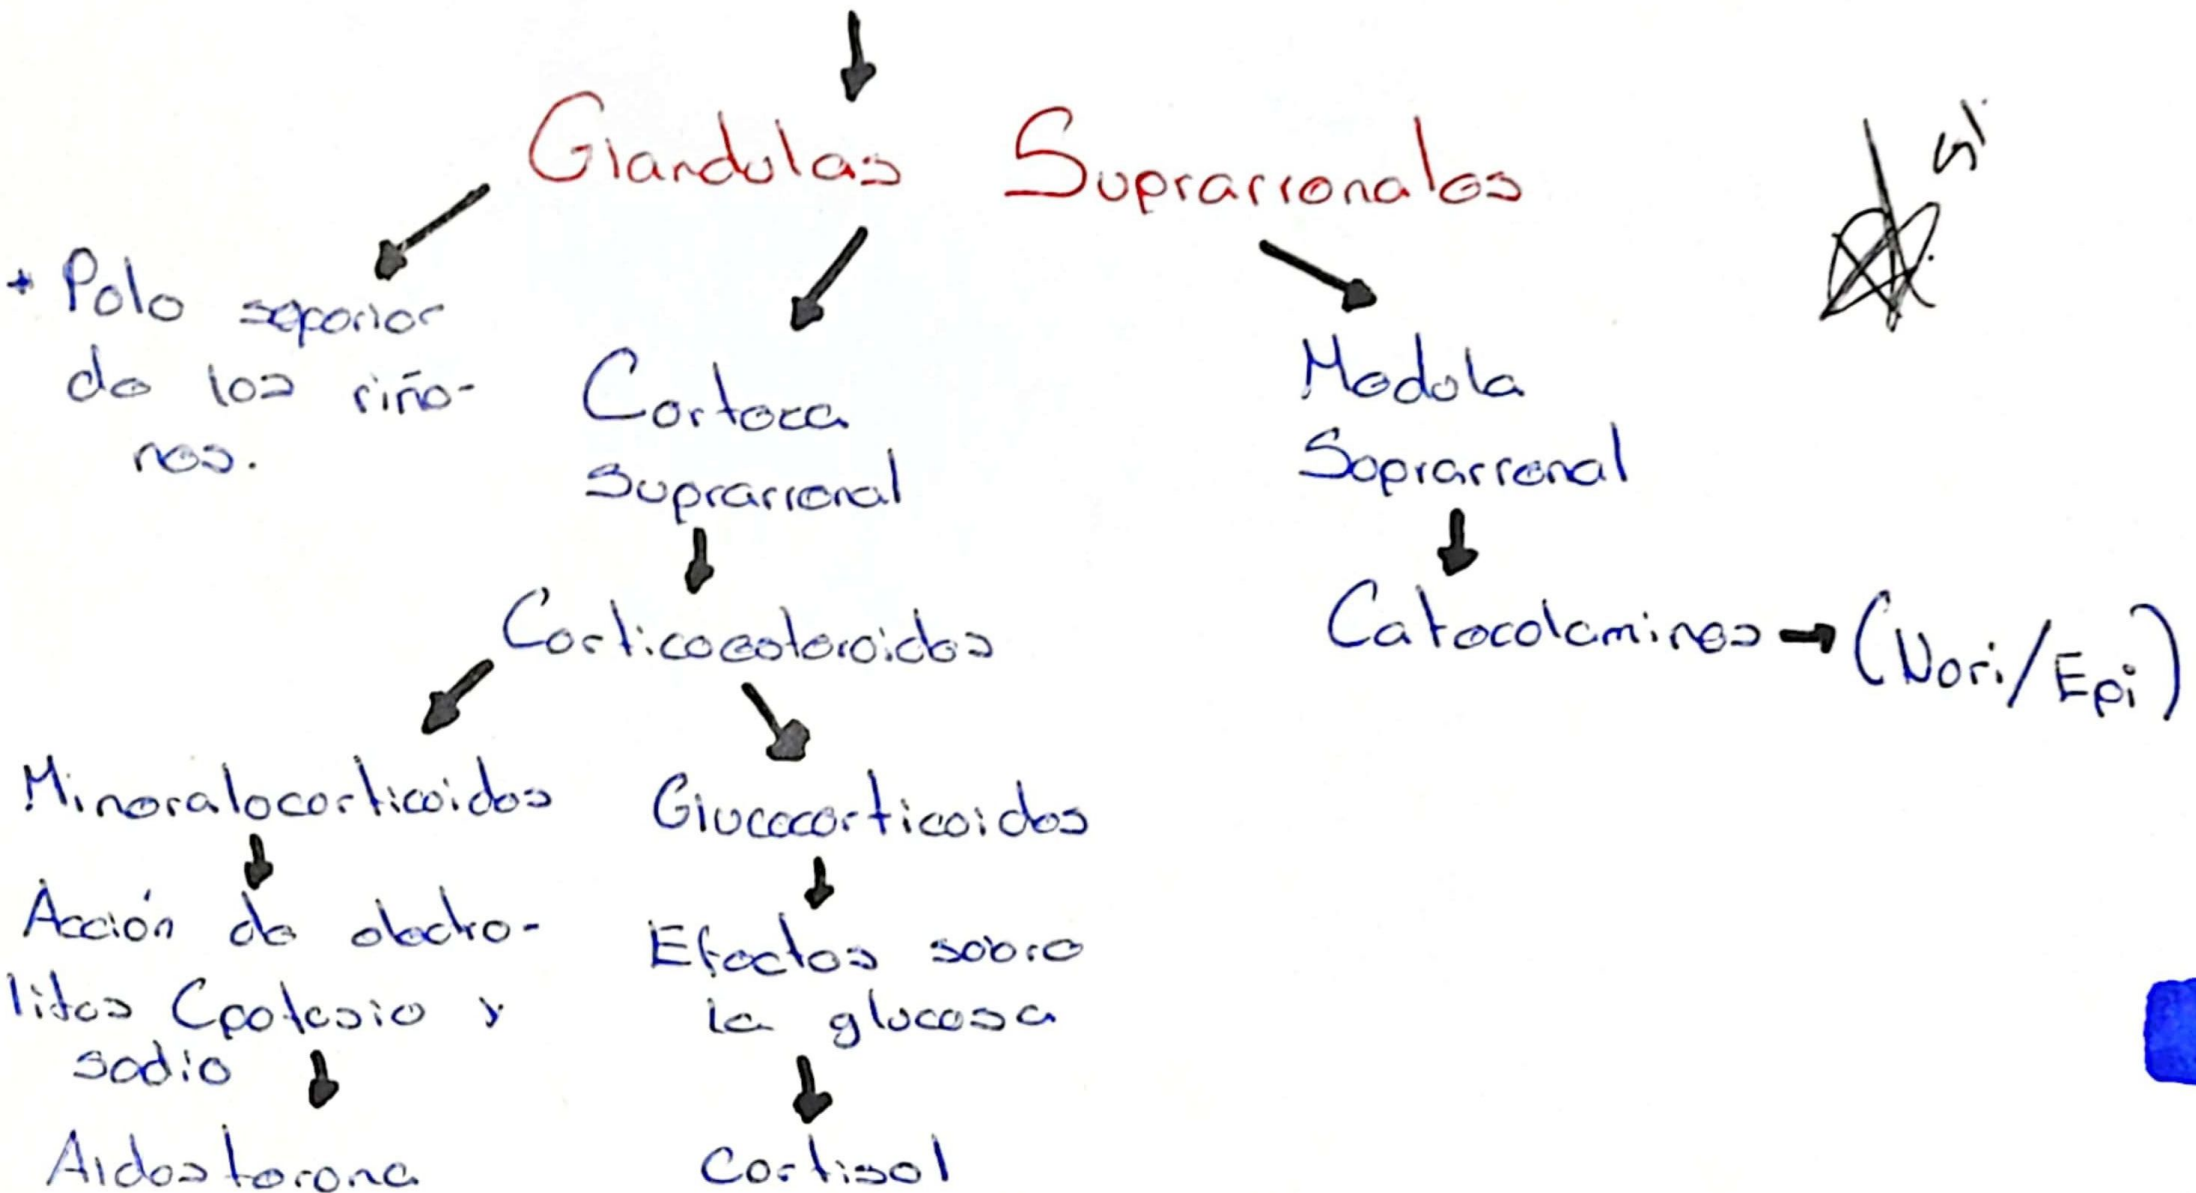 Glandulas Suprarrenales
+ Polo superior
de los riño-
nes.
Corteza
Suprarrenal
Medula
Suprarrenal
Corticoesteroides
Catecolaminas → (Nori/Epi)
Mineralocorticoides
Glucocorticoides
Acción de electro-
litos (potasio y
sodio
Efectos sobre
la glucosa
Aldosterona
Cortisol